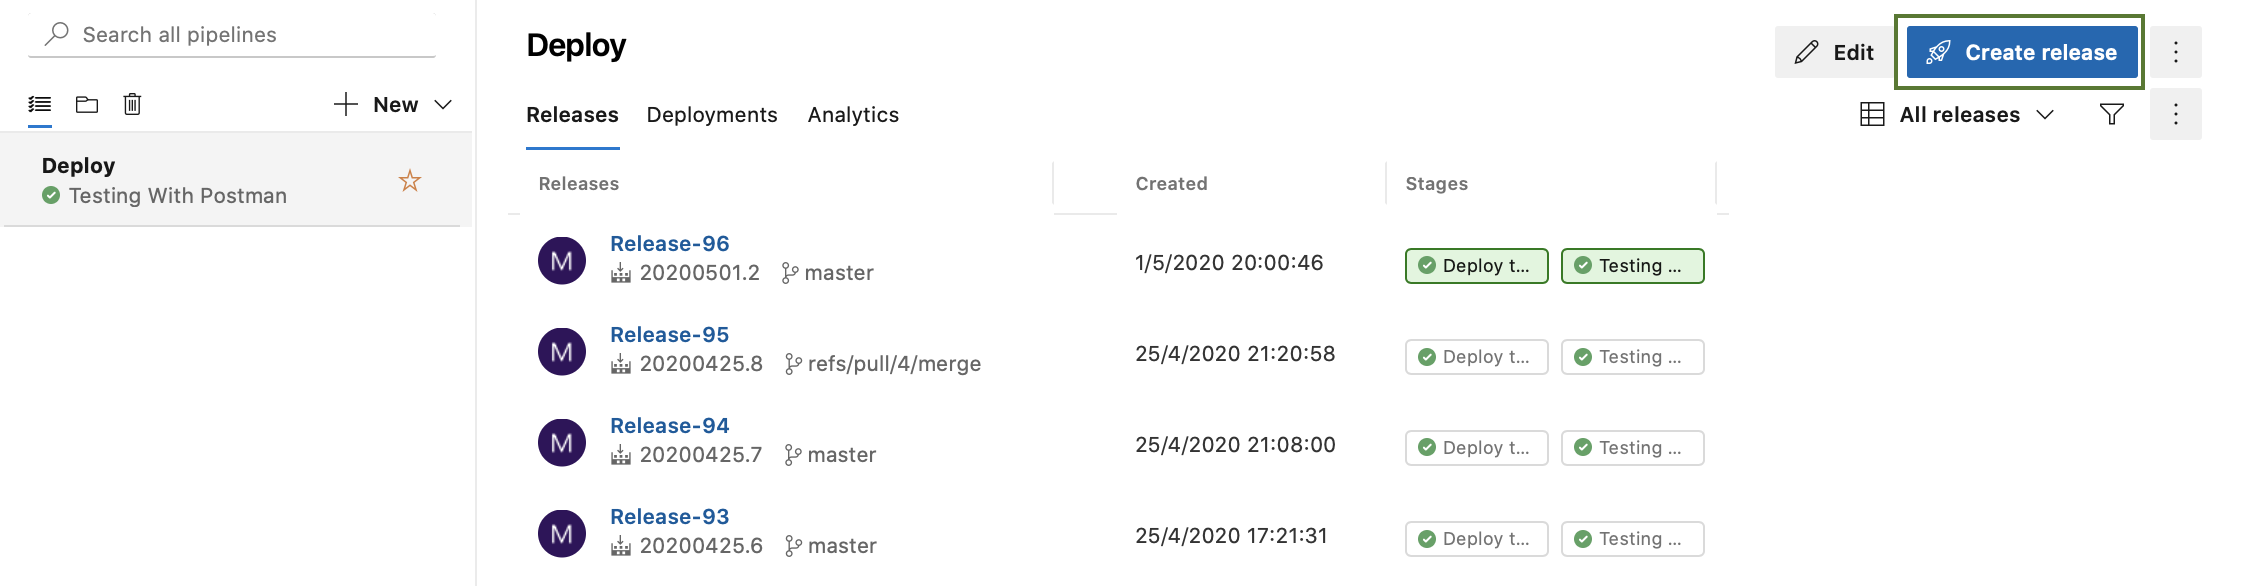 Search all pipelines
New
Deploy
Testing With Postman
Deploy
Edit
Create release
Releases Deployments Analytics
All releases
Releases Created Stages
M
Release-96
20200501.2 master
1/5/2020 20:00:46
Deploy t... Testing ...
M
Release-95
20200425.8 refs/pull/4/merge
25/4/2020 21:20:58
Deploy t... Testing ...
M
Release-94
20200425.7 master
25/4/2020 21:08:00
Deploy t... Testing ...
M
Release-93
20200425.6 master
25/4/2020 17:21:31
Deploy t... Testing ...